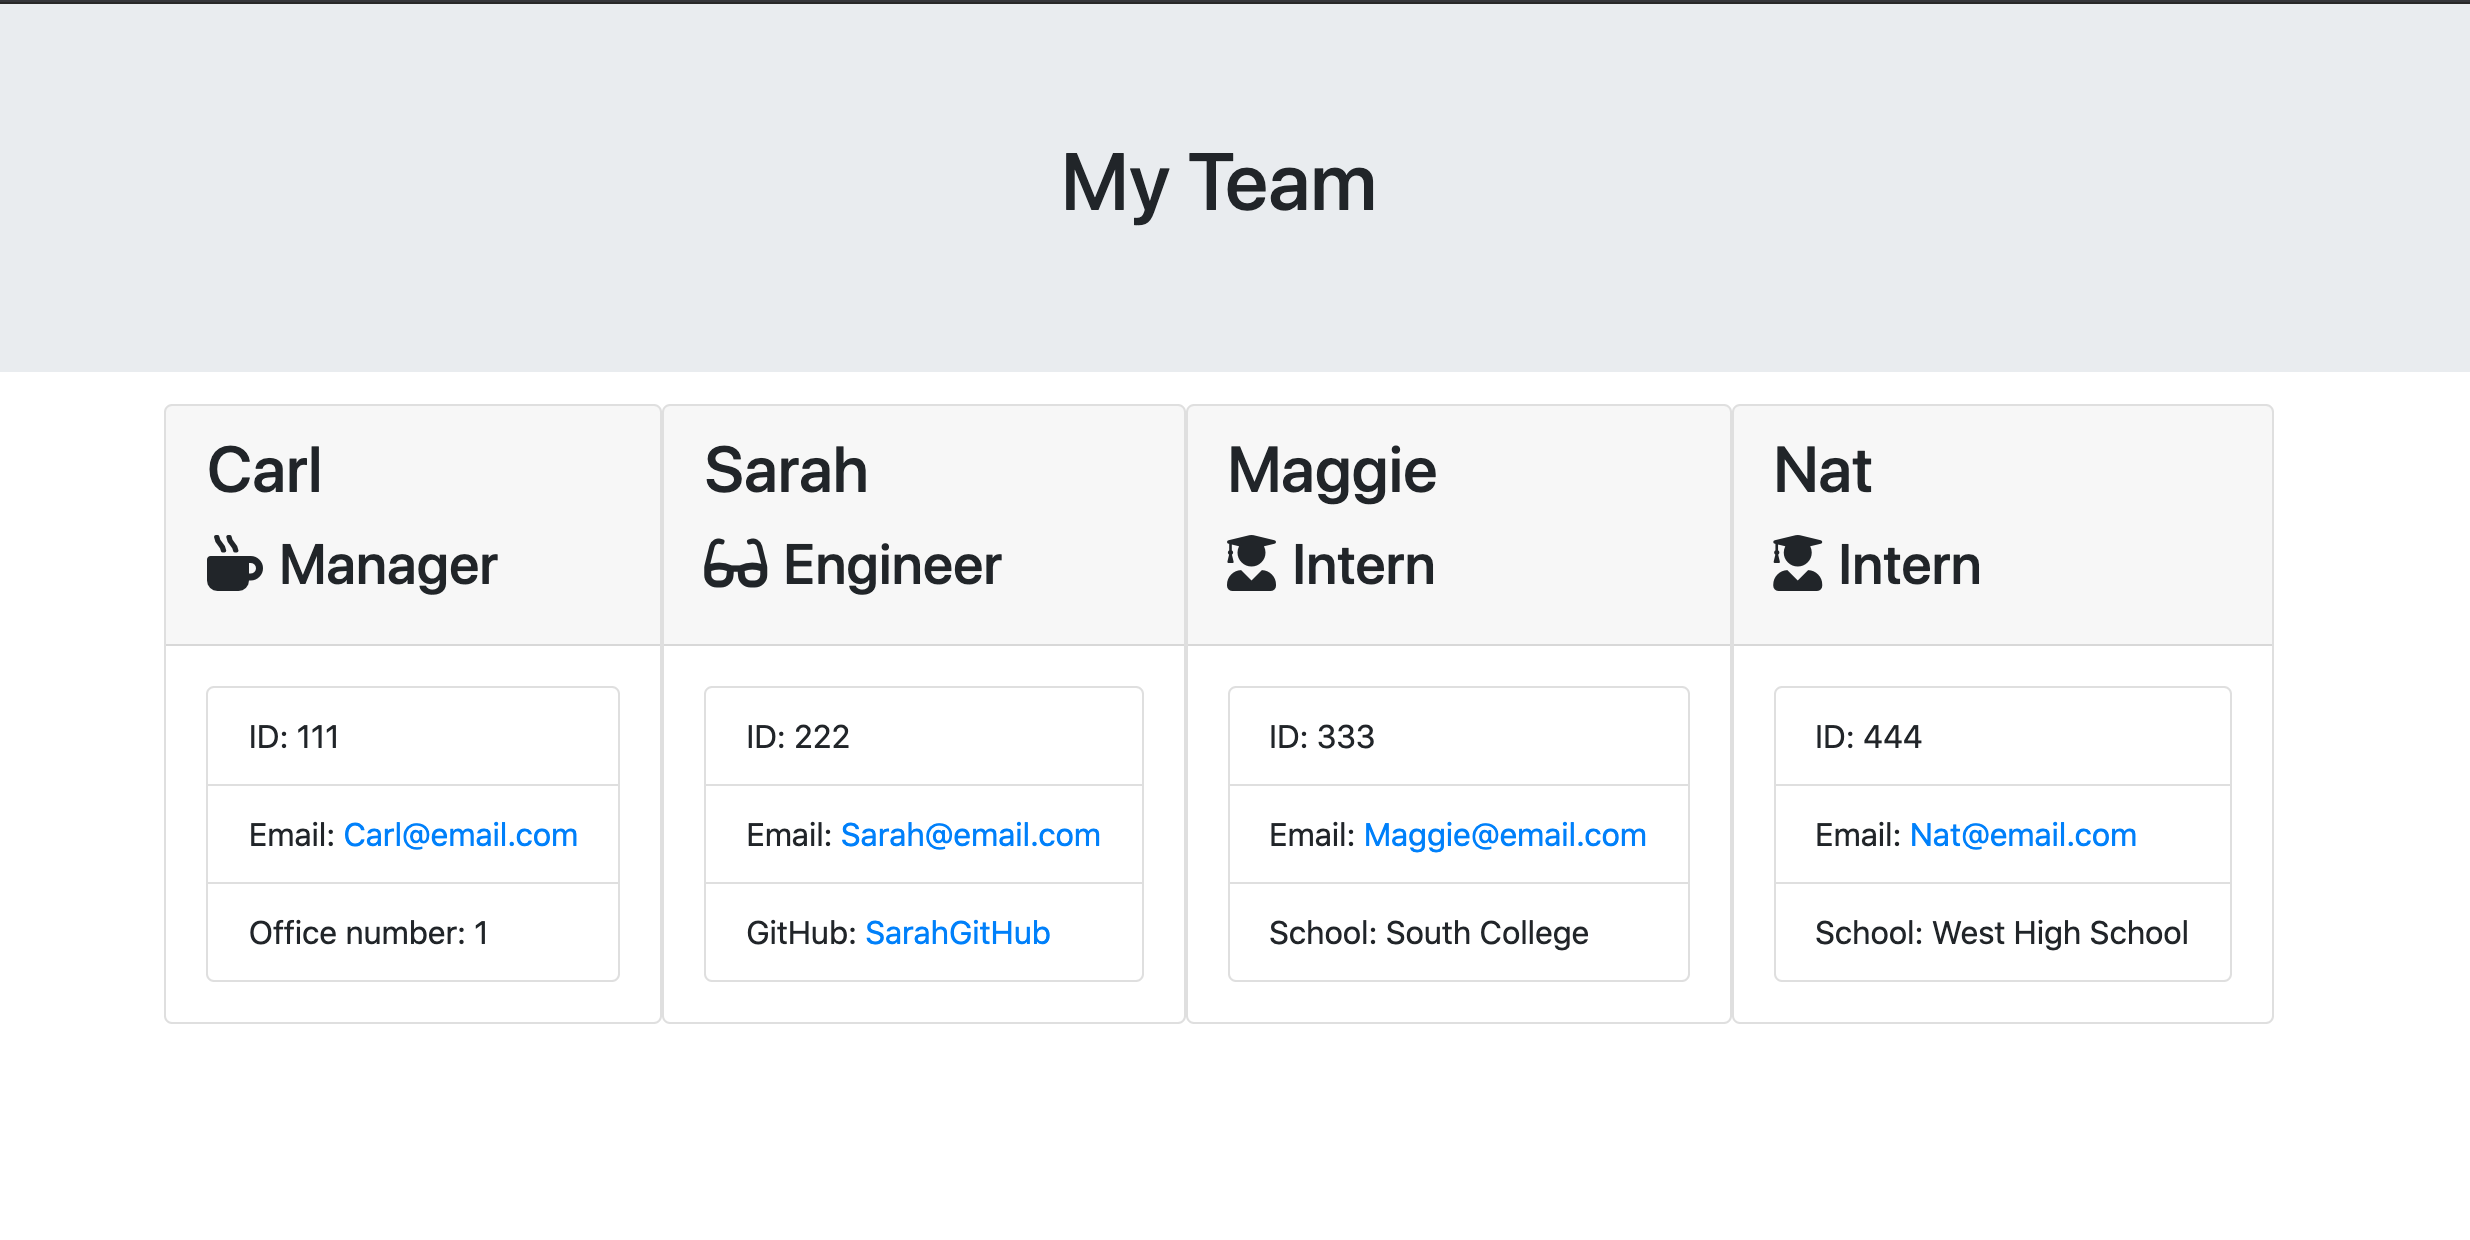 My Team
Carl
Manager
ID: 111
Email: Carl@email.com
Office number: 1
Sarah
Engineer
ID: 222
Email: Sarah@email.com
GitHub: SarahGitHub
Maggie
Intern
ID: 333
Email: Maggie@email.com
School: South College
Nat
Intern
ID: 444
Email: Nat@email.com
School: West High School